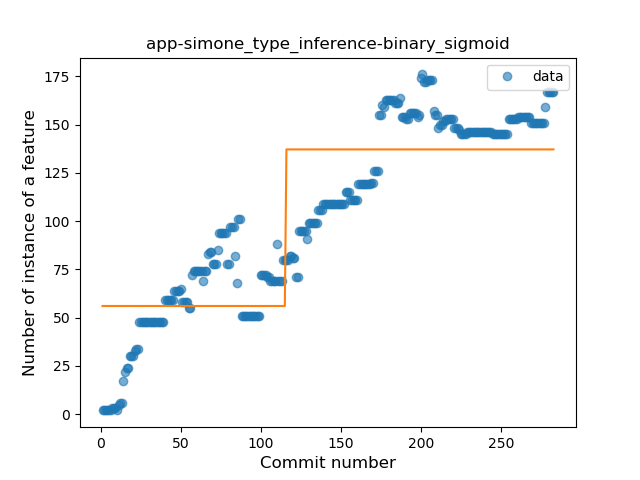 app-simone_type_inference-binary_sigmoid
data
Number of instance of a feature
175
150
125
100
75
50
25
0
0 50 100 150 200 250
Commit number